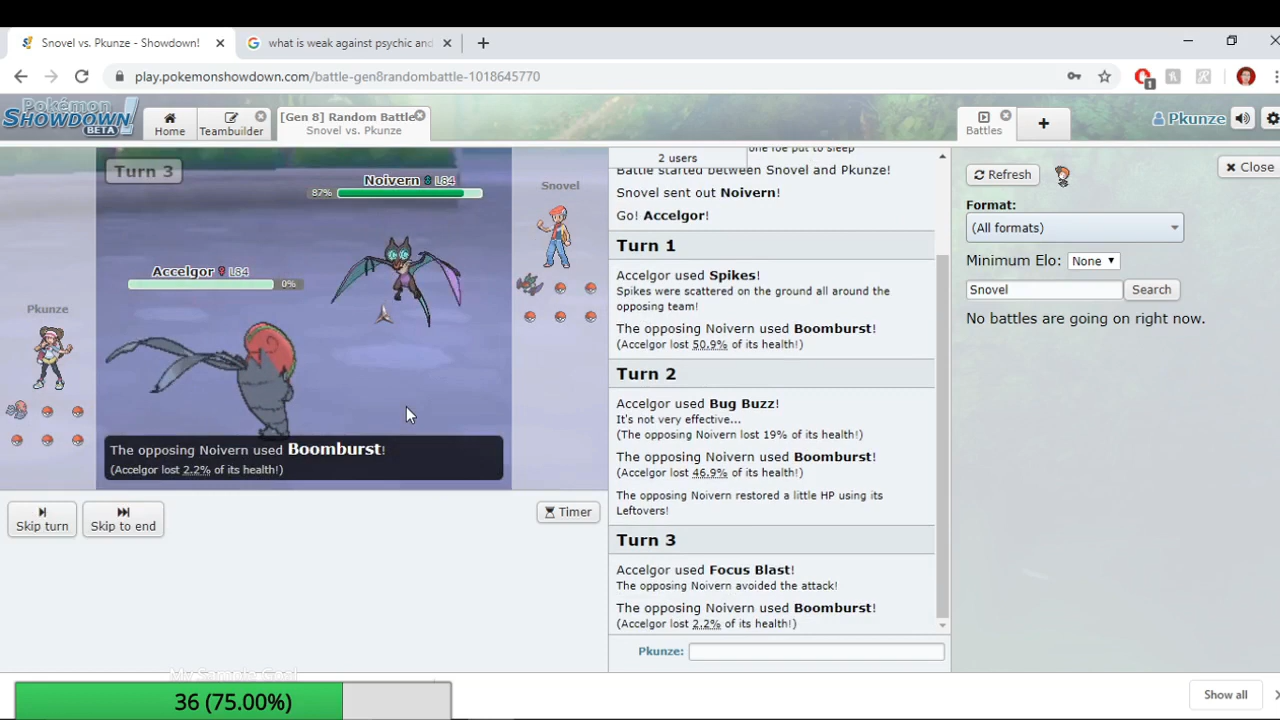 Snovel vs. Pkunze - Showdown!
what is weak against psychic and
play.pokemonshowdown.com/battle-gen8randombattle-1018645770
1
Pokémon
SHOWDOWN!
BETA
Home
Teambuilder
[Gen 8] Random Battle
Snovel vs. Pkunze
Battles
Pkunze
Turn 3
Noivern L84
87%
Accelgor L84
0%
Snovel
Pkunze
The opposing Noivern used Boomburst!
(Accelgor lost 2.2% of its health!)
Skip turn
Skip to end
Timer
2 users
one foe put to sleep
Battle started between Snovel and Pkunze!
Snovel sent out Noivern!
Go! Accelgor!
Turn 1
Accelgor used Spikes!
Spikes were scattered on the ground all around the
opposing team!
The opposing Noivern used Boomburst!
(Accelgor lost 50.9% of its health!)
Turn 2
Accelgor used Bug Buzz!
It's not very effective...
(The opposing Noivern lost 19% of its health!)
The opposing Noivern used Boomburst!
(Accelgor lost 46.9% of its health!)
The opposing Noivern restored a little HP using its
Leftovers!
Turn 3
Accelgor used Focus Blast!
The opposing Noivern avoided the attack!
The opposing Noivern used Boomburst!
(Accelgor lost 2.2% of its health!)
Pkunze:
Refresh
Close
Format:
(All formats)
Minimum Elo: None
Snovel
Search
No battles are going on right now.
My Sample Goal
36 (75.00%)
Show all